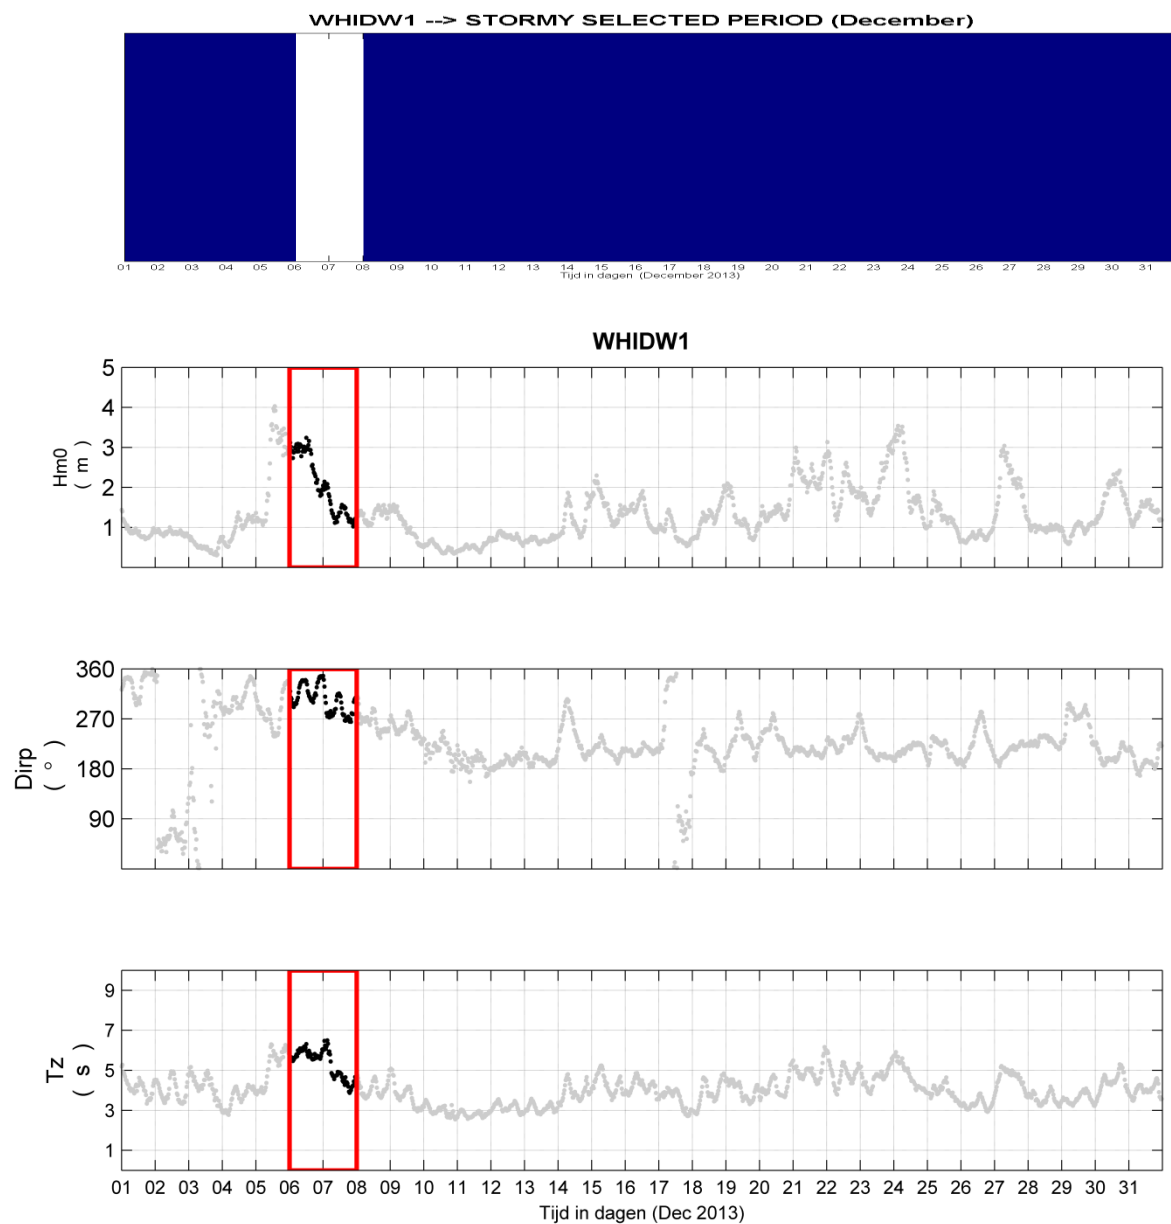 WHIDW1 --> STORMY SELECTED PERIOD (December)
01 02 03 04 05 06 07 08 09 10 11 12 13 14 15 16 17 18 19 20 21 22 23 24 25 26 27 28 29 30 31
Tijd in dagen (December 2013)
WHIDW1
Hm0
( m )
5
4
3
2
1
Dirp
( ° )
360
270
180
90
Tz
( s )
9
7
5
3
1
01 02 03 04 05 06 07 08 09 10 11 12 13 14 15 16 17 18 19 20 21 22 23 24 25 26 27 28 29 30 31
Tijd in dagen (Dec 2013)